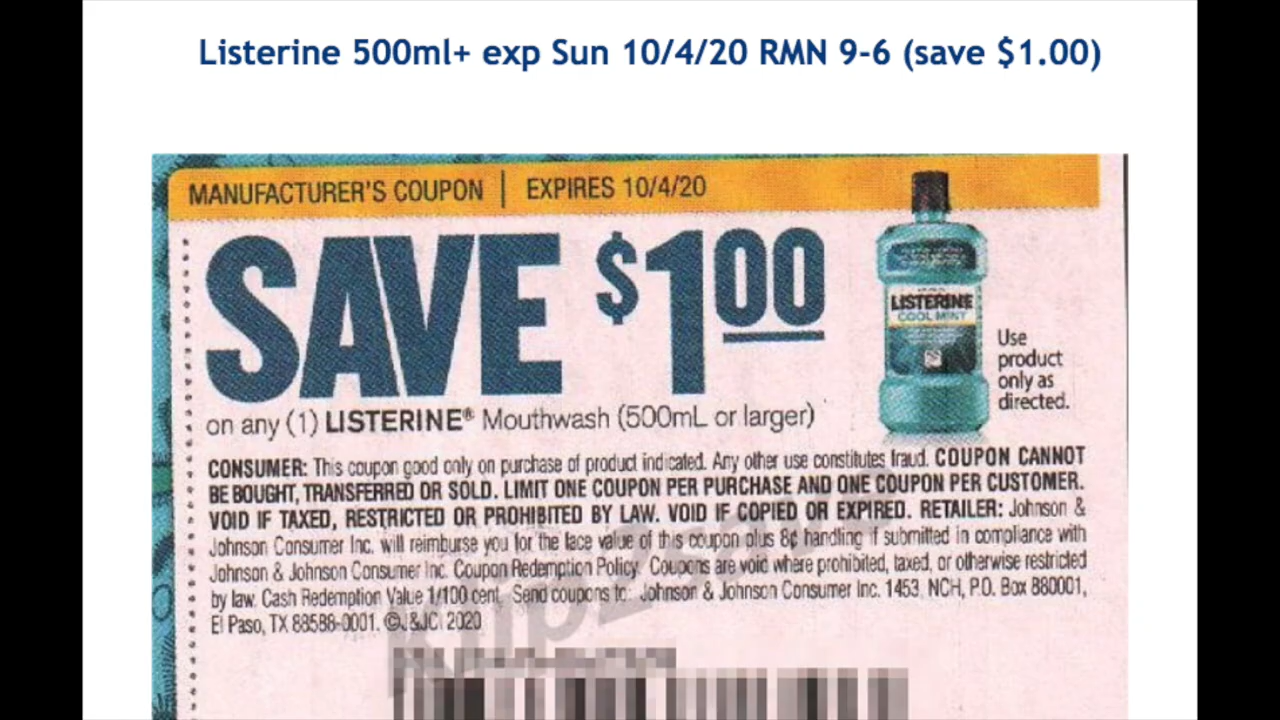 Listerine 500ml+ exp Sun 10/4/20 RMN 9-6 (save $1.00)
MANUFACTURER'S COUPON | EXPIRES 10/4/20
SAVE $1.00
LISTERINE
COOL MINT
Use
product
only as
directed.
on any (1) LISTERINE® Mouthwash (500mL or larger)
CONSUMER: This coupon good only on purchase of product indicated. Any other use constitutes fraud. COUPON CANNOT
BE BOUGHT, TRANSFERRED OR SOLD. LIMIT ONE COUPON PER PURCHASE AND ONE COUPON PER CUSTOMER.
VOID IF TAXED, RESTRICTED OR PROHIBITED BY LAW. VOID IF COPIED OR EXPIRED. RETAILER: Johnson &
Johnson Consumer Inc. will reimburse you for the face value of this coupon plus 8¢ handling if submitted in compliance with
Johnson & Johnson Consumer Inc. Coupon Redemption Policy. Coupons are void where prohibited, taxed, or otherwise restricted
by law. Cash Redemption Value 1/100 cent. Send coupons to: Johnson & Johnson Consumer Inc. 1453, NCH, P.O. Box 880001,
El Paso, TX 88588-0001. ©J&JCI 2020
Klip2save